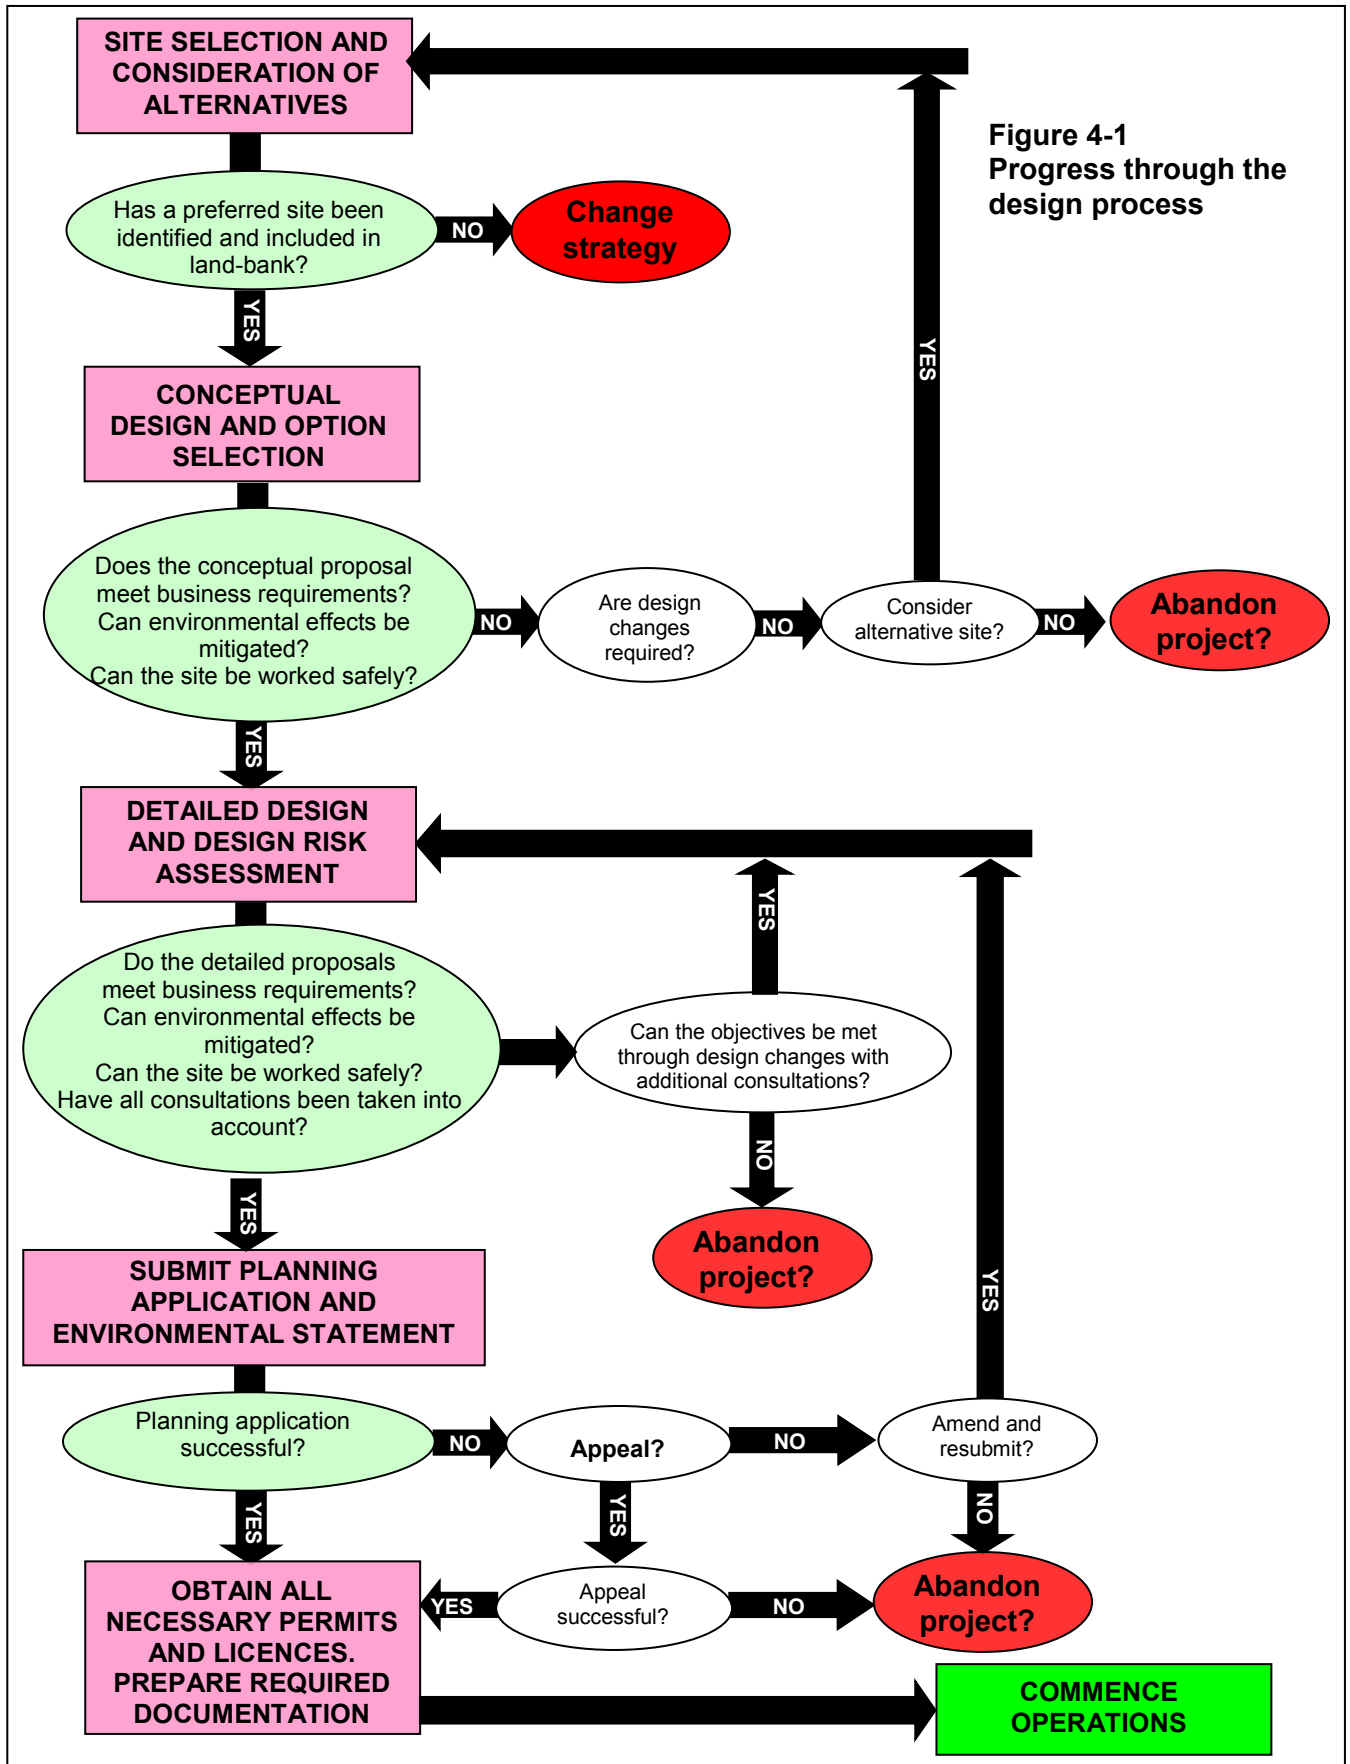 SITE SELECTION AND
CONSIDERATION OF
ALTERNATIVES
Figure 4-1
Progress through the
design process
Has a preferred site been
identified and included in
land-bank?
NO
Change
strategy
YES
YES
CONCEPTUAL
DESIGN AND OPTION
SELECTION
Does the conceptual proposal
meet business requirements?
Can environmental effects be
mitigated?
Can the site be worked safely?
NO
Are design
changes
required?
NO
Consider
alternative site?
NO
Abandon
project?
YES
DETAILED DESIGN
AND DESIGN RISK
ASSESSMENT
YES
Do the detailed proposals
meet business requirements?
Can environmental effects be
mitigated?
Can the site be worked safely?
Have all consultations been taken into
account?
Can the objectives be met
through design changes with
additional consultations?
NO
Abandon
project?
YES
YES
SUBMIT PLANNING
APPLICATION AND
ENVIRONMENTAL STATEMENT
Planning application
successful?
NO
Appeal?
NO
Amend and
resubmit?
YES
YES
NO
OBTAIN ALL
NECESSARY PERMITS
AND LICENCES.
PREPARE REQUIRED
DOCUMENTATION
YES
Appeal
successful?
NO
Abandon
project?
COMMENCE
OPERATIONS